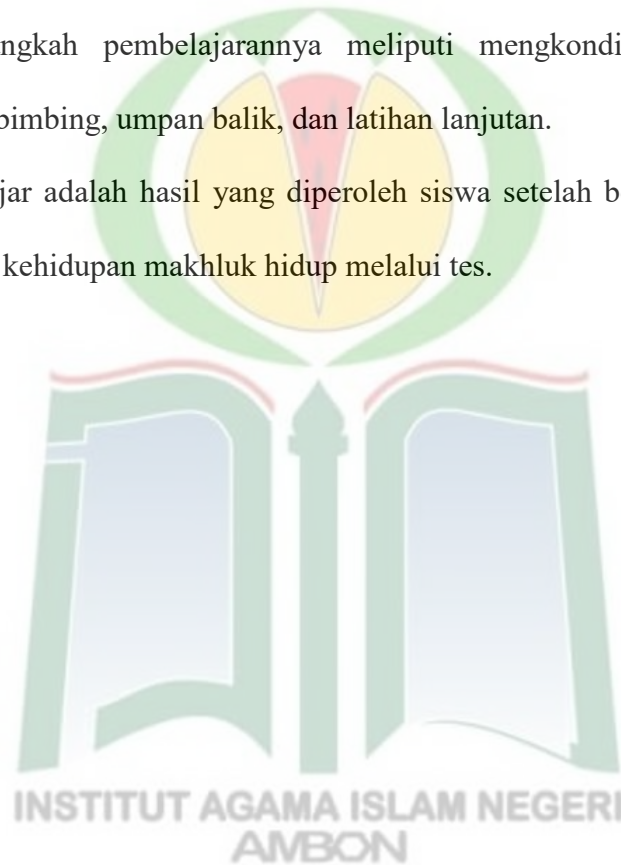 ngkah pembelajarannya meliputi mengkondi
bimbing, umpan balik, dan latihan lanjutan.
jar adalah hasil yang diperoleh siswa setelah b
kehidupan makhluk hidup melalui tes.
INSTITUT AGAMA ISLAM NEGERI
AMBON